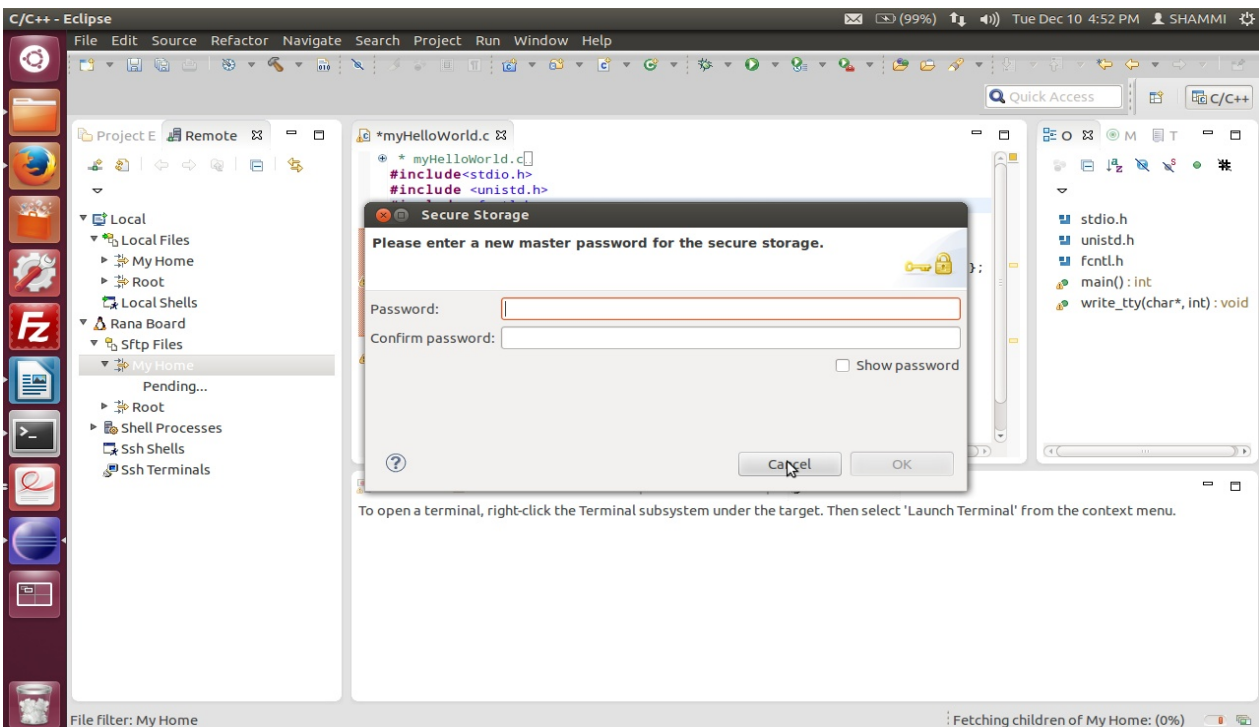 C/C++ - Eclipse
(99%) Tue Dec 10 4:52 PM SHAMMI
File Edit Source Refactor Navigate Search Project Run Window Help
010
Quick Access C/C++
Project E Remote
*myHelloWorld.c
O M T
* myHelloWorld.c
#include<stdio.h>
#include <unistd.h>
Local
Local Files
My Home
Root
Local Shells
Rana Board
Sftp Files
My Home
Pending...
Root
Shell Processes
Ssh Shells
Ssh Terminals
Secure Storage
Please enter a new master password for the secure storage.
};
Password:
Confirm password:
Show password
Cancel OK
stdio.h
unistd.h
fcntl.h
main() : int
write_tty(char*, int) : void
To open a terminal, right-click the Terminal subsystem under the target. Then select 'Launch Terminal' from the context menu.
File filter: My Home
Fetching children of My Home: (0%)